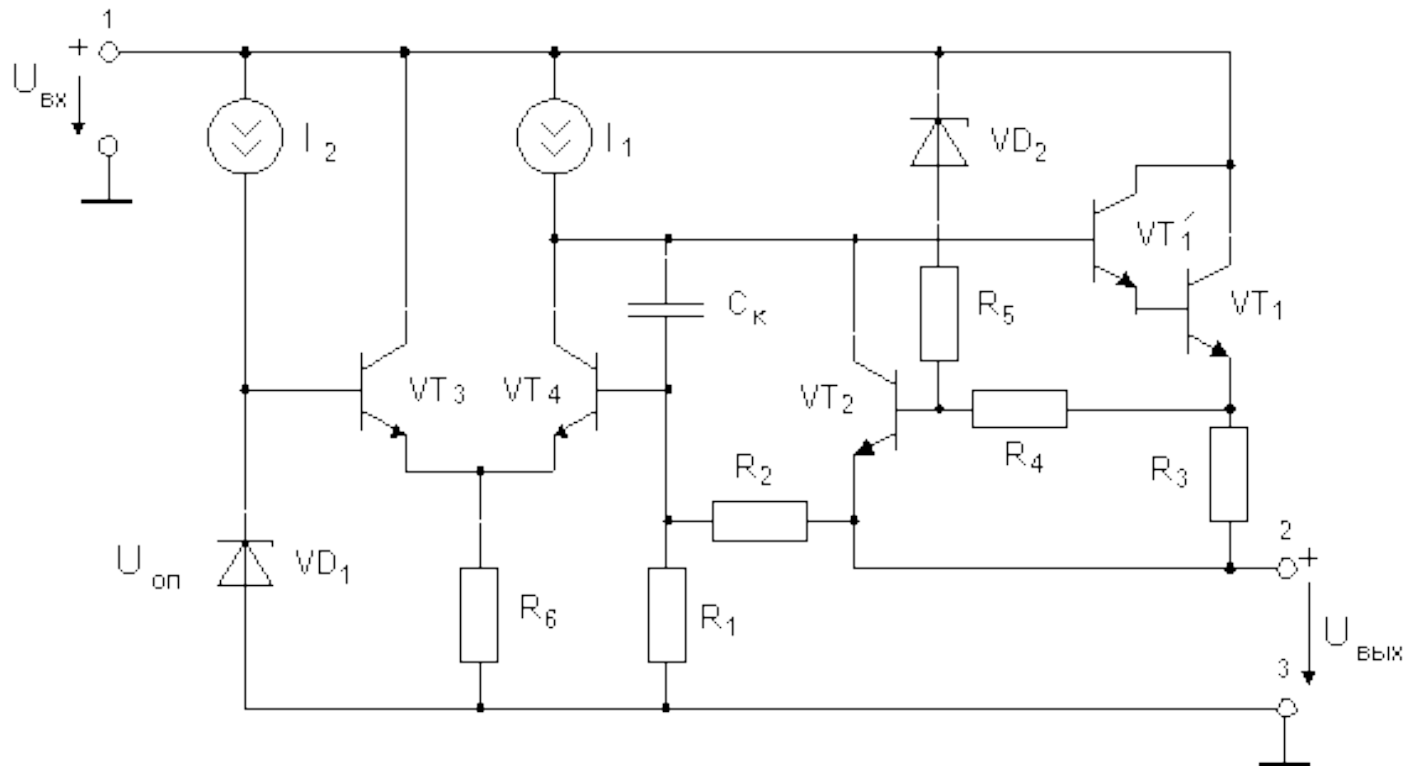 1
+
U вх
I 2
I 1
VD 2
VT 1 ′
VT 1
R 5
C к
VT 3
VT 4
VT 2
R 4
R 3
R 2
2
+
U оп
VD 1
R 6
R 1
U вых
3